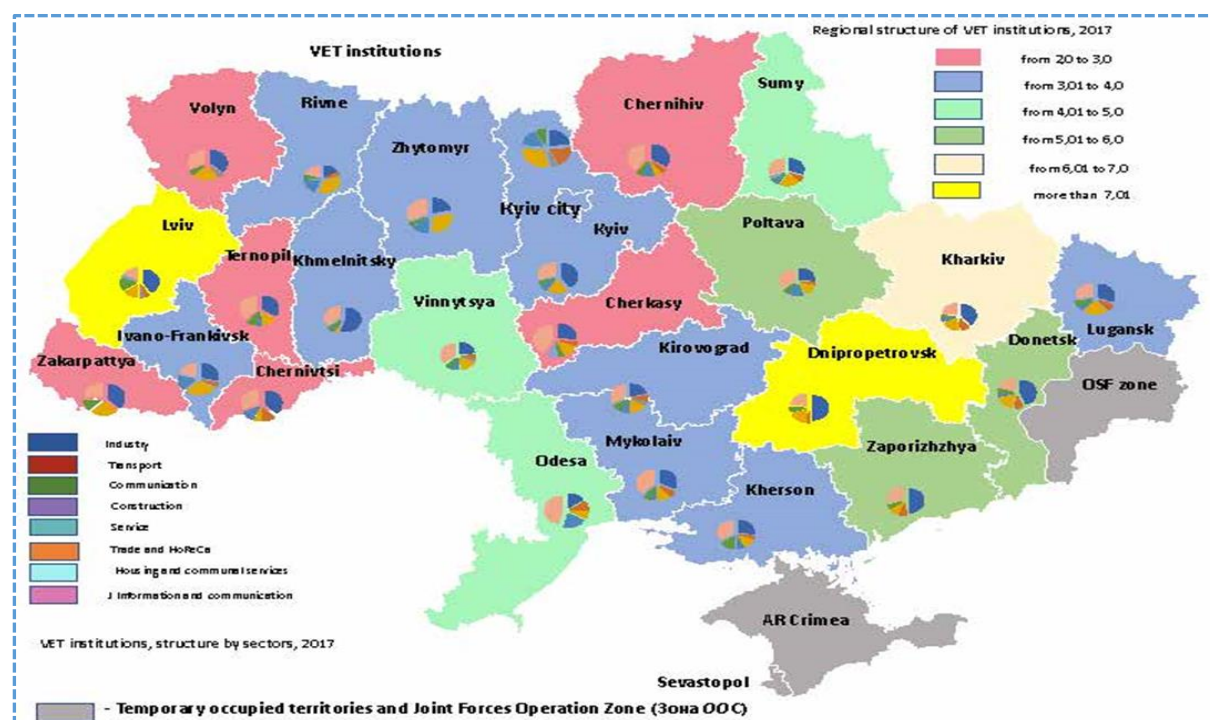 VET institutions
Regional structure of VET institutions, 2017
from 20 to 3,0
from 3,01 to 4,0
from 4,01 to 5,0
from 5,01 to 6,0
from 6,01 to 7,0
more than 7,01
Volyn
Rivne
Zhytomyr
Chernihiv
Sumy
Kyiv city
Kyiv
Lviv
Ternopil
Khmelnitsky
Vinnytsya
Cherkasy
Poltava
Kharkiv
Lugansk
Ivano-Frankivsk
Zakarpattya
Chernivtsi
Kirovograd
Dnipropetrovsk
Donetsk
OSF zone
Odesa
Mykolaiv
Kherson
Zaporizhzhya
AR Crimea
Sevastopol
Industry
Transport
Communication
Construction
Service
Trade and HoReCa
Housing and communal services
J Information and communication
VET institutions, structure by sectors, 2017
- Temporary occupied territories and Joint Forces Operation Zone (Зона ООС)